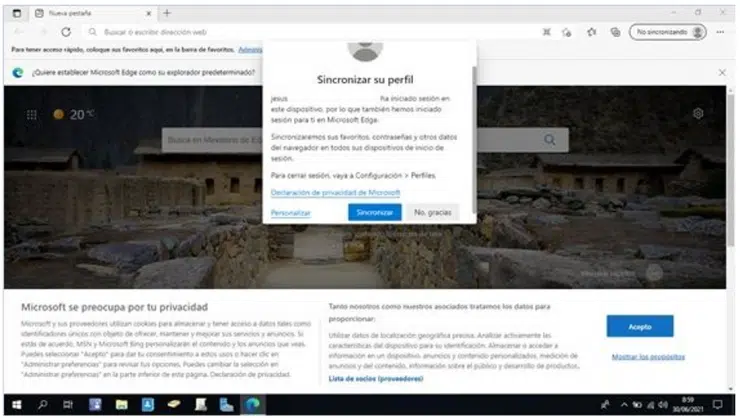 Nueva pestaña
Buscar o escribir dirección web
No sincronizando
Para tener acceso rápido, coloque sus favoritos aquí, en la barra de favoritos.
¿Quiere establecer Microsoft Edge como su explorador predeterminado?
20 °C
Busca en Ministerio de
Sincronizar su perfil
jesus ha iniciado sesión en
este dispositivo, por lo que también hemos iniciado
sesión para ti en Microsoft Edge.
Sincronizaremos sus favoritos, contraseñas y otros datos
del navegador en todos sus dispositivos de inicio de
sesión.
Para cerrar sesión, vaya a Configuración > Perfiles.
Declaración de privacidad de Microsoft
Personalizar
Sincronizar
No, gracias
Microsoft se preocupa por tu privacidad
Microsoft y sus proveedores utilizan cookies para almacenar y tener acceso a datos tales como
identificadores únicos con objeto de ofrecer, mantener y mejorar sus servicios y anuncios. Si
estás de acuerdo, MSN y Microsoft Bing personalizarán el contenido y los anuncios que veas.
Puedes seleccionar "Acepto" para dar tu consentimiento a estos usos o hacer clic en
"Administrar preferencias" para revisar tus opciones. Puedes cambiar la selección en
"Administrar preferencias" en la parte inferior de esta página. Declaración de privacidad.
Tanto nosotros como nuestros asociados tratamos los datos para
proporcionar:
Utilizar datos de localización geográfica precisa. Analizar activamente las
características del dispositivo para su identificación. Almacenar o acceder a
información en un dispositivo. anuncios y contenido personalizados, medición de
anuncios y del contenido, información sobre el público y desarrollo de productos.
Lista de socios (proveedores)
Acepto
Mostrar los propósitos
8:59
30/06/2021